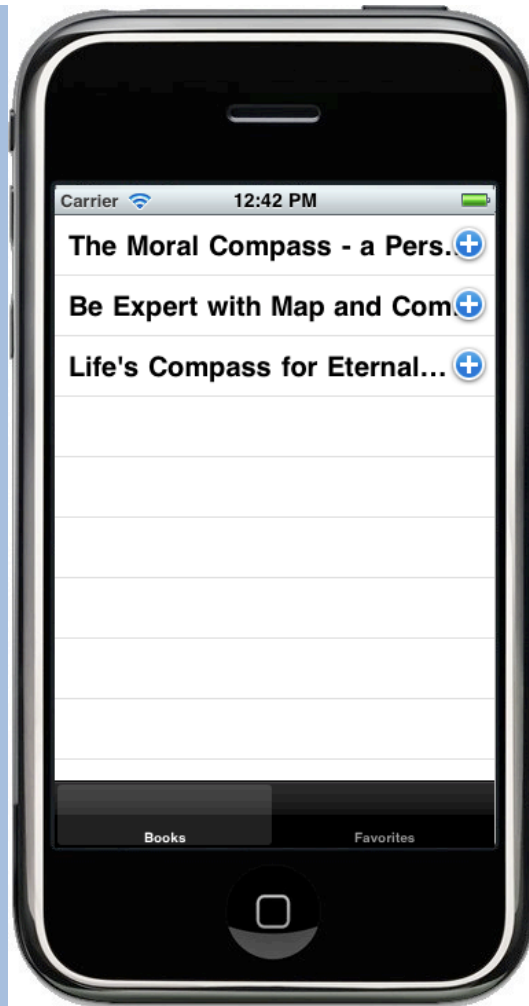 Carrier 12:42 PM
The Moral Compass - a Pers...
Be Expert with Map and Com...
Life's Compass for Eternal...
Books Favorites